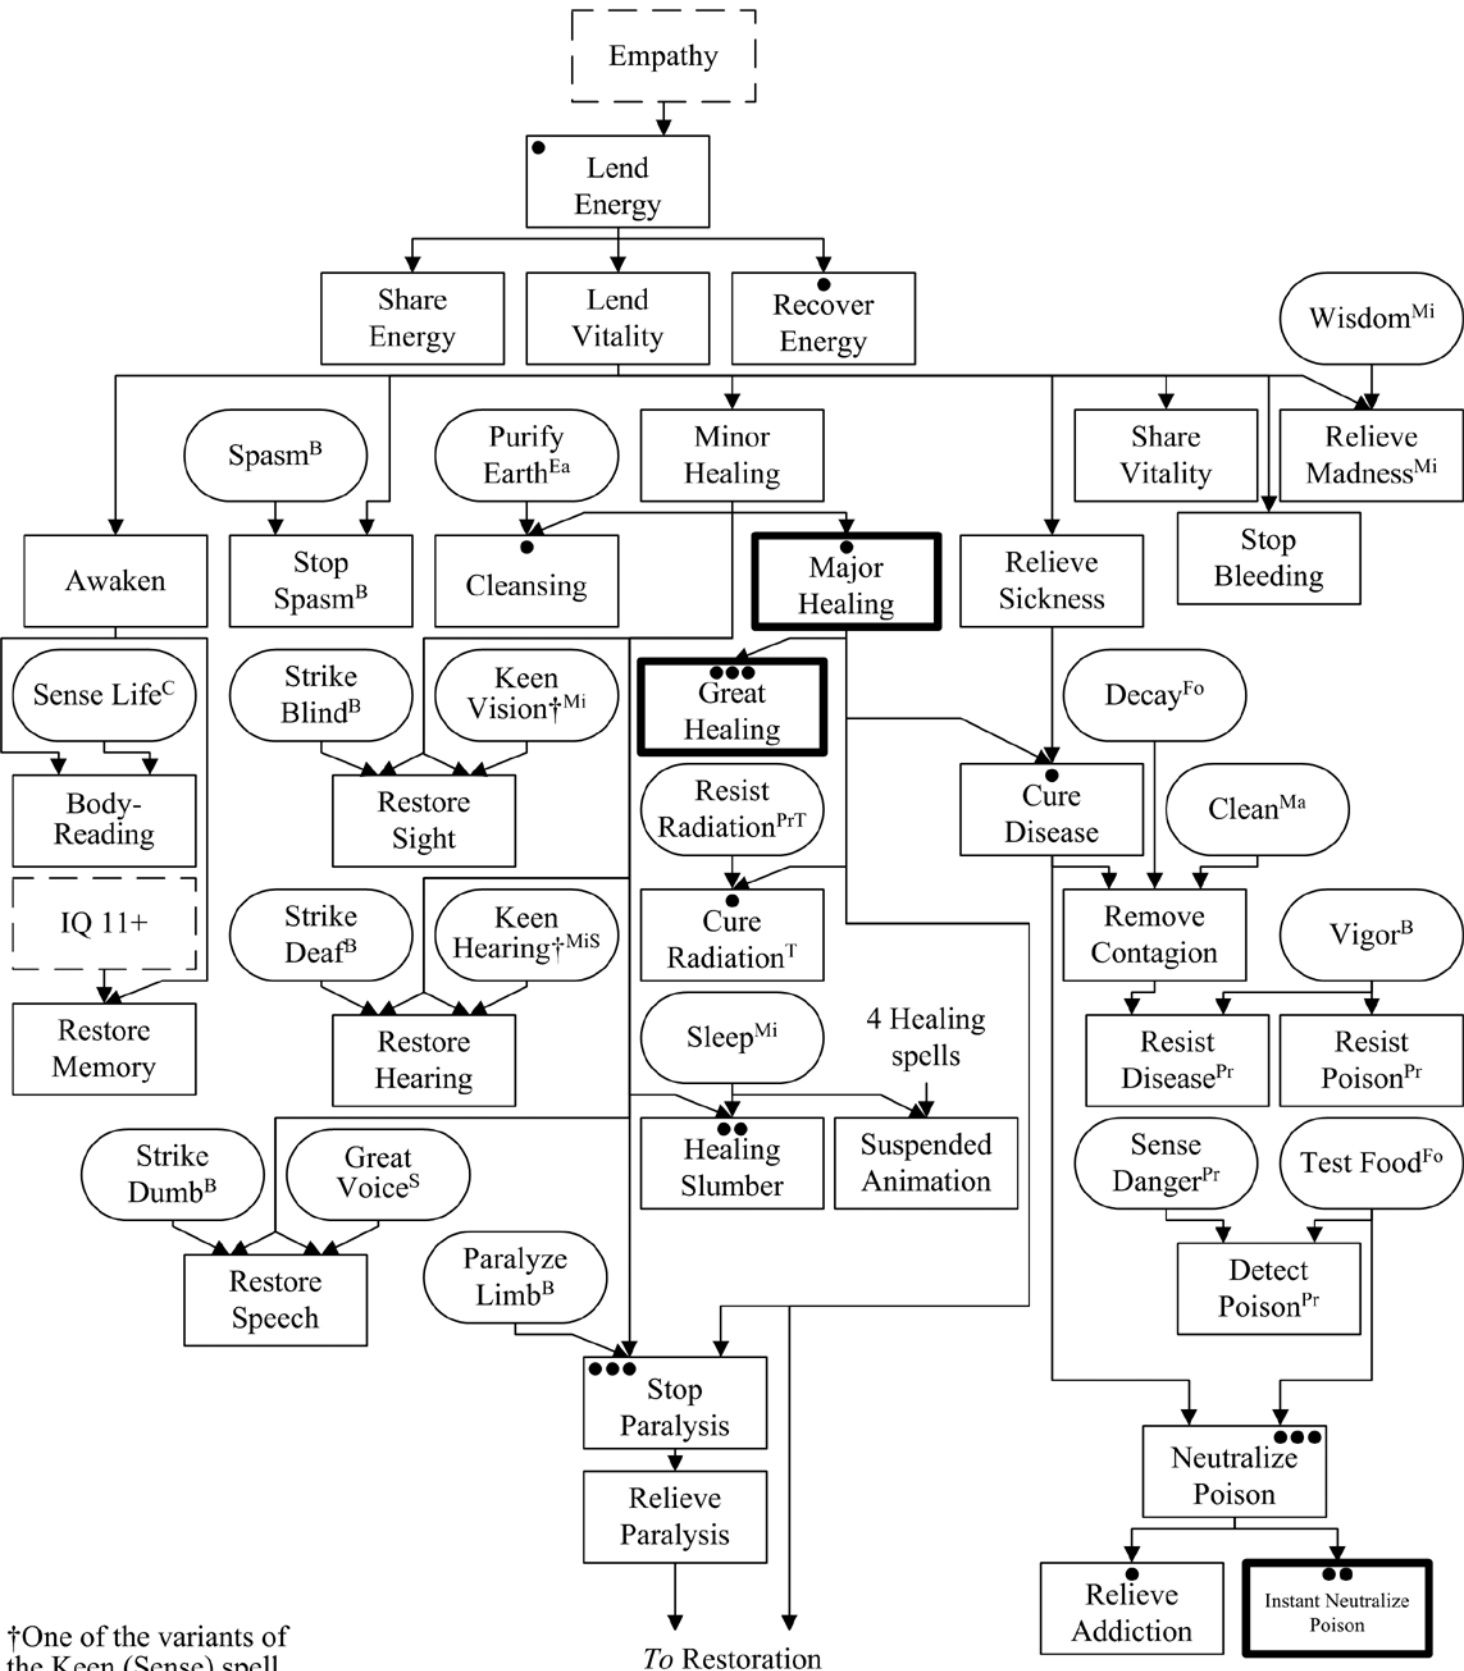 Empathy
Lend
Energy
Share
Energy
Lend
Vitality
Recover
Energy
WisdomMi
SpasmB
Purify
EarthEa
Minor
Healing
Share
Vitality
Relieve
MadnessMi
Awaken
Stop
SpasmB
Cleansing
Major
Healing
Relieve
Sickness
Stop
Bleeding
Sense LifeC
Strike
BlindB
Keen
Vision†Mi
Great
Healing
DecayFo
Body-
Reading
Restore
Sight
Resist
RadiationPrT
Cure
Disease
CleanMa
IQ 11+
Strike
DeafB
Keen
Hearing†MiS
Cure
RadiationT
Remove
Contagion
VigorB
Restore
Memory
Restore
Hearing
SleepMi
4 Healing
spells
Resist
DiseasePr
Resist
PoisonPr
Strike
DumbB
Great
VoiceS
Healing
Slumber
Suspended
Animation
Sense
DangerPr
Test FoodFo
Restore
Speech
Paralyze
LimbB
Detect
PoisonPr
Stop
Paralysis
Neutralize
Poison
Relieve
Paralysis
Relieve
Addiction
Instant Neutralize
Poison
†One of the variants of
the Keen (Sense) spell
To Restoration